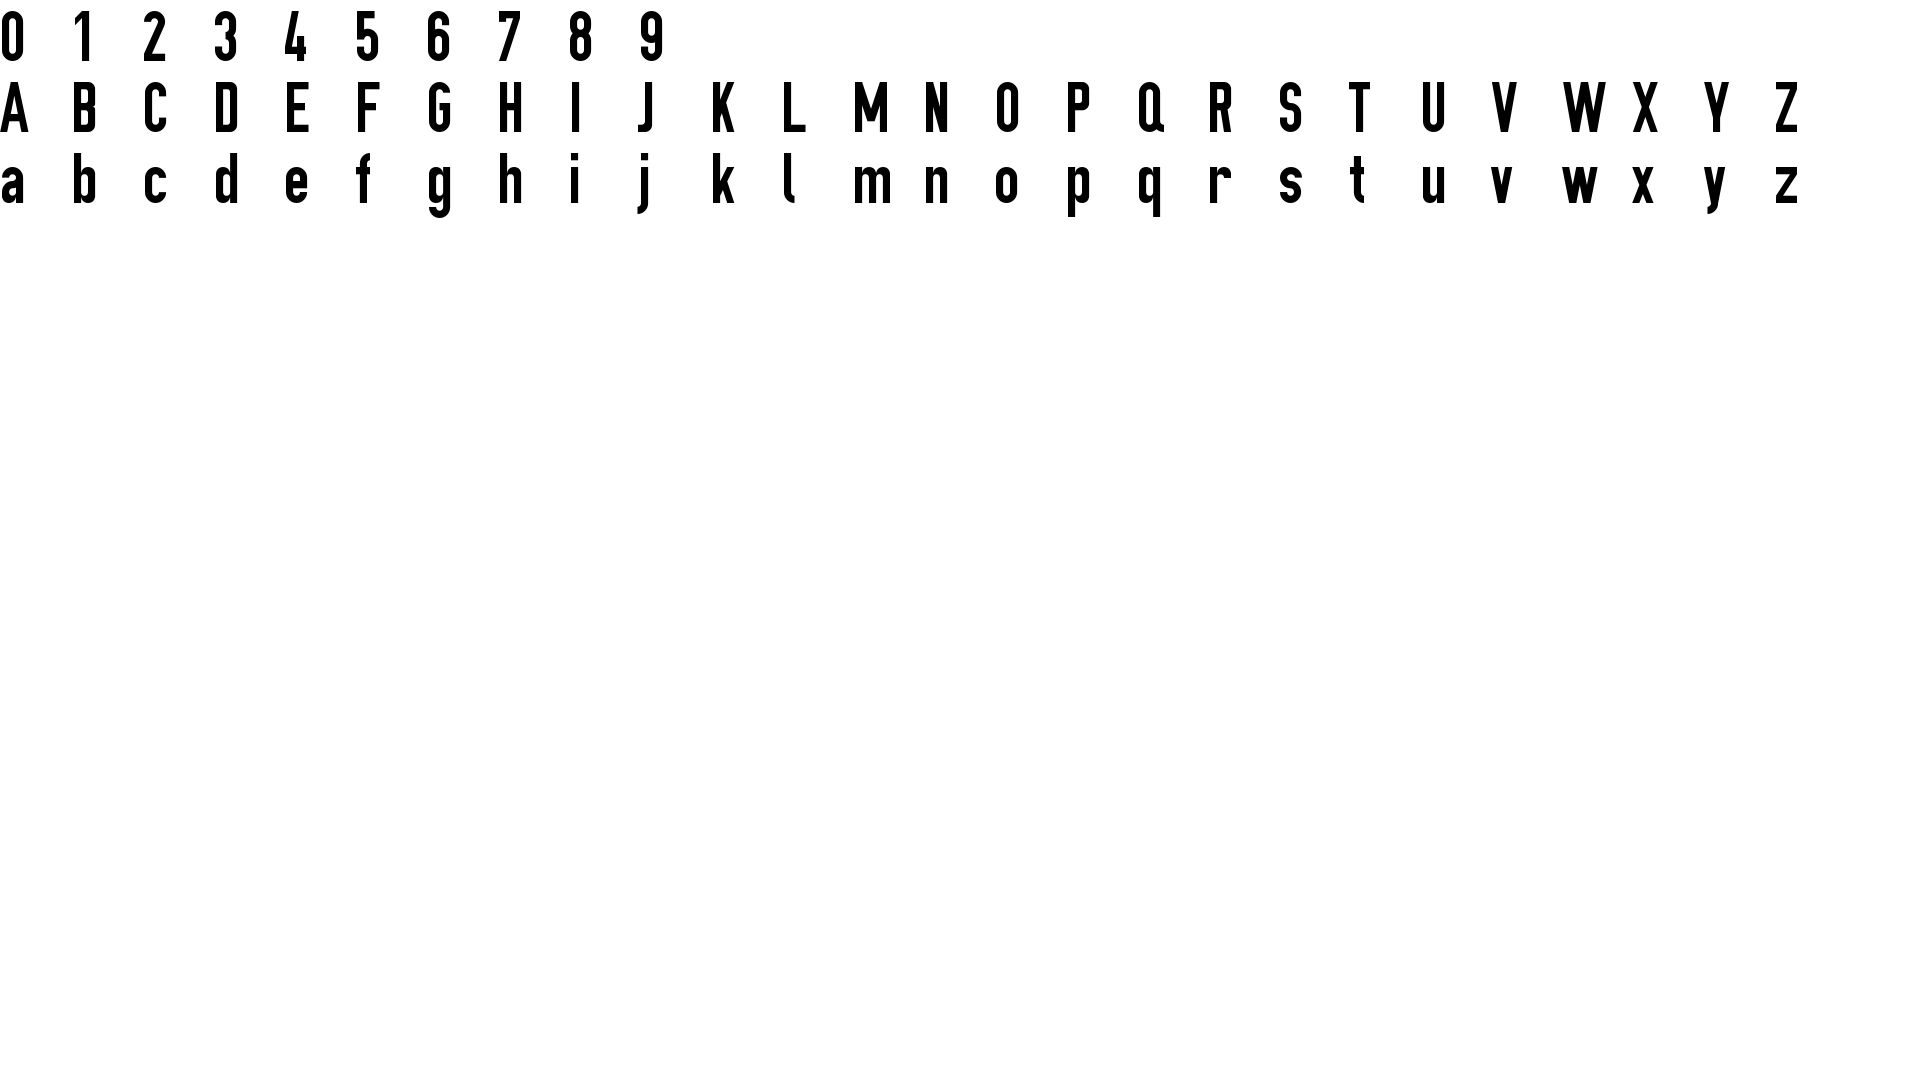 0 1 2 3 4 5 6 7 8 9
A B C D E F G H I J K L M N O P Q R S T U V W X Y Z
a b c d e f g h i j k l m n o p q r s t u v w x y z